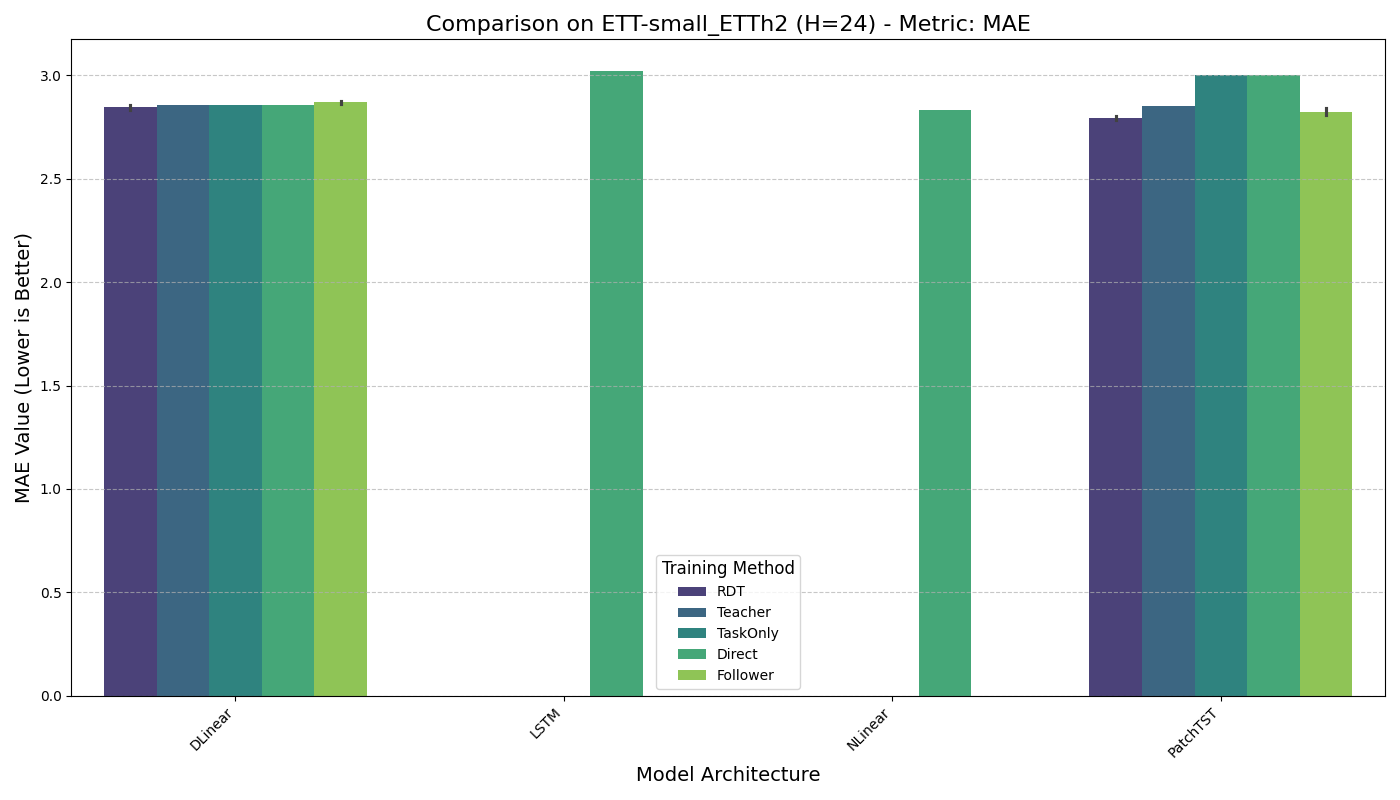 Comparison on ETT-small_ETTh2 (H=24) - Metric: MAE
MAE Value (Lower is Better)
3.0
2.5
2.0
1.5
1.0
0.5
0.0
Training Method
RDT
Teacher
TaskOnly
Direct
Follower
DLinear
LSTM
NLinear
PatchTST
Model Architecture